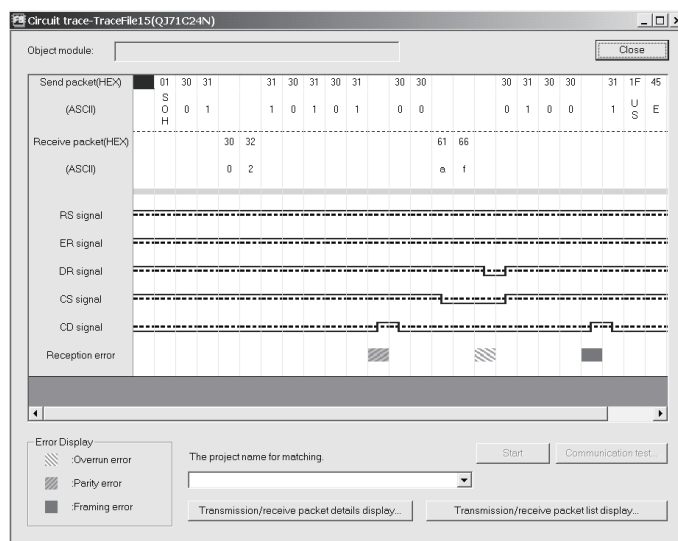 Circuit trace-TraceFile15(QJ71C24N)
Object module:
Close
Send packet(HEX) 01 30 31 31 30 31 30 31 30 30 30 31 30 30 31 1F 45
(ASCII) SOH 0 1 1 0 1 0 1 0 0 0 1 0 0 1 US E
Receive packet(HEX) 30 32 61 66
(ASCII) 0 2 a f
RS signal
ER signal
DR signal
CS signal
CD signal
Reception error
Error Display
:Overrun error
:Parity error
:Framing error
The project name for matching.
Start
Communication test...
Transmission/receive packet details display...
Transmission/receive packet list display...